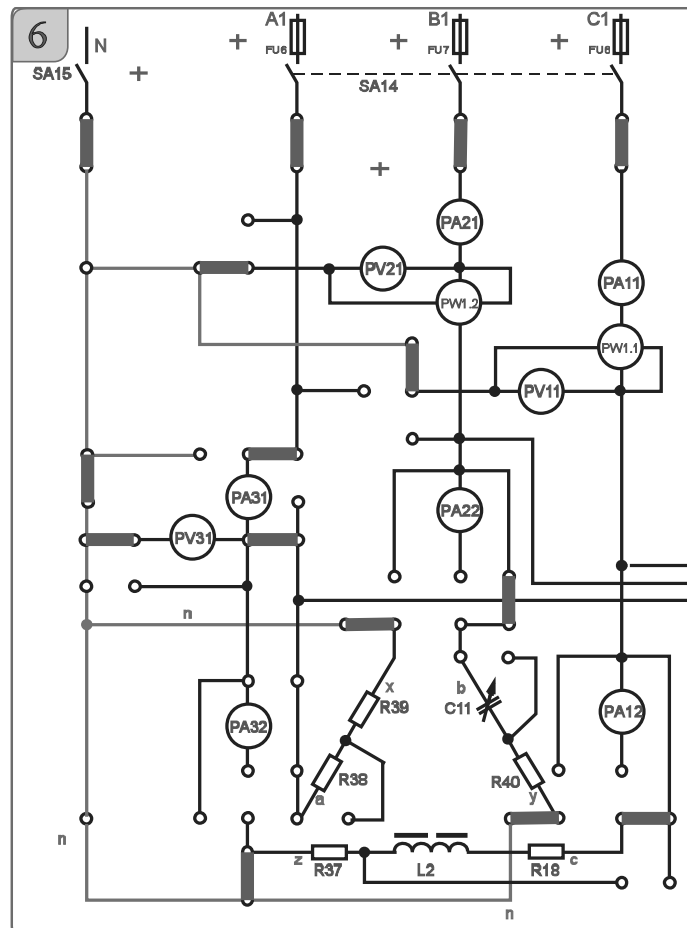 6
N
A1
B1
C1
FU6
FU7
FU8
SA15
SA14
PA21
PV21
PA11
PW1.2
PW1.1
PV11
PA31
PA22
PV31
n
x
b
R39
C11
PA12
PA32
R38
R40
a
y
n
z
R37
L2
R18
c
n